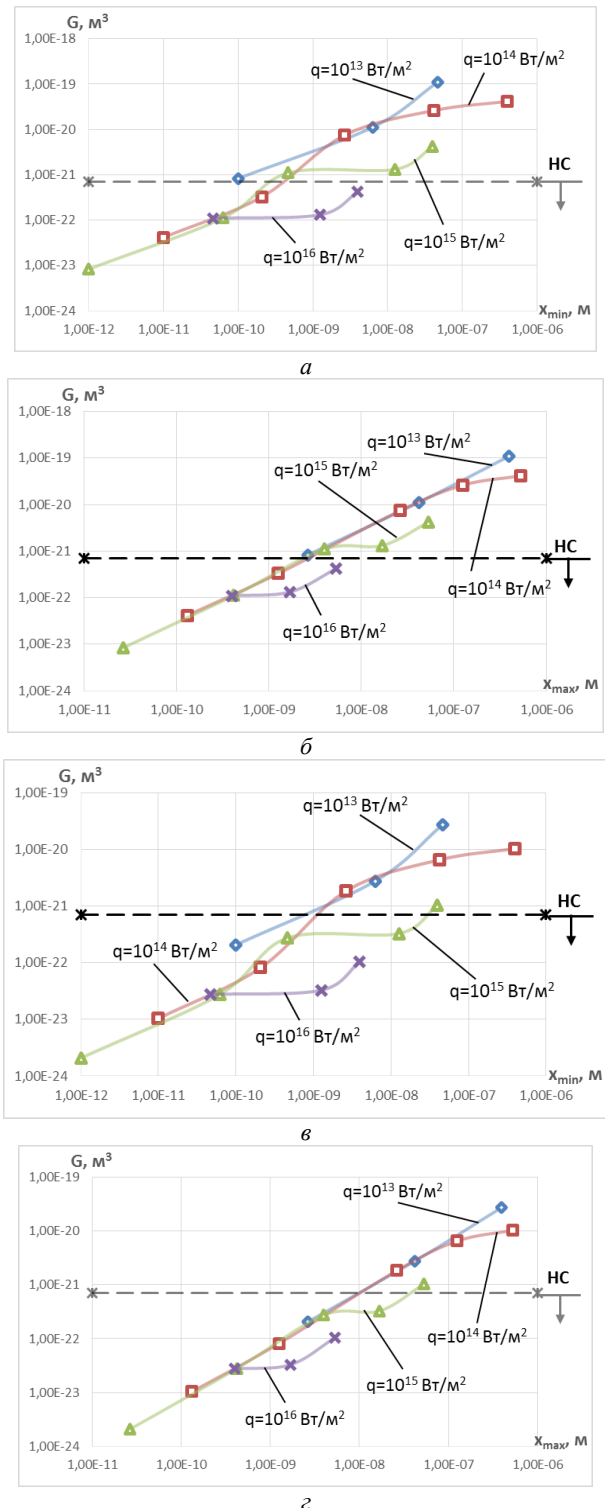 G, м³
1,00E-18
q=10¹³ Вт/м²
q=10¹⁴ Вт/м²
1,00E-19
1,00E-20
1,00E-21
НС
1,00E-22
q=10¹⁵ Вт/м²
q=10¹⁶ Вт/м²
1,00E-23
1,00E-24
1,00E-12 1,00E-11 1,00E-10 1,00E-09 1,00E-08 1,00E-07 1,00E-06
xmin, м
а
G, м³
1,00E-18
q=10¹³ Вт/м²
1,00E-19
q=10¹⁵ Вт/м²
1,00E-20
1,00E-21
НС
q=10¹⁴ Вт/м²
1,00E-22
q=10¹⁶ Вт/м²
1,00E-23
1,00E-24
xmax, м
1,00E-11 1,00E-10 1,00E-09 1,00E-08 1,00E-07 1,00E-06
б
G, м³
1,00E-19
q=10¹³ Вт/м²
1,00E-20
1,00E-21
НС
q=10¹⁴ Вт/м²
1,00E-22
q=10¹⁵ Вт/м²
1,00E-23
q=10¹⁶ Вт/м²
1,00E-24
xmin, м
1,00E-12 1,00E-11 1,00E-10 1,00E-09 1,00E-08 1,00E-07 1,00E-06
в
G, м³
1,00E-19
q=10¹³ Вт/м²
1,00E-20
1,00E-21
НС
1,00E-22
q=10¹⁴ Вт/м²
q=10¹⁵ Вт/м²
1,00E-23
q=10¹⁶ Вт/м²
1,00E-24
xmax, м
1,00E-11 1,00E-10 1,00E-09 1,00E-08 1,00E-07 1,00E-06
г